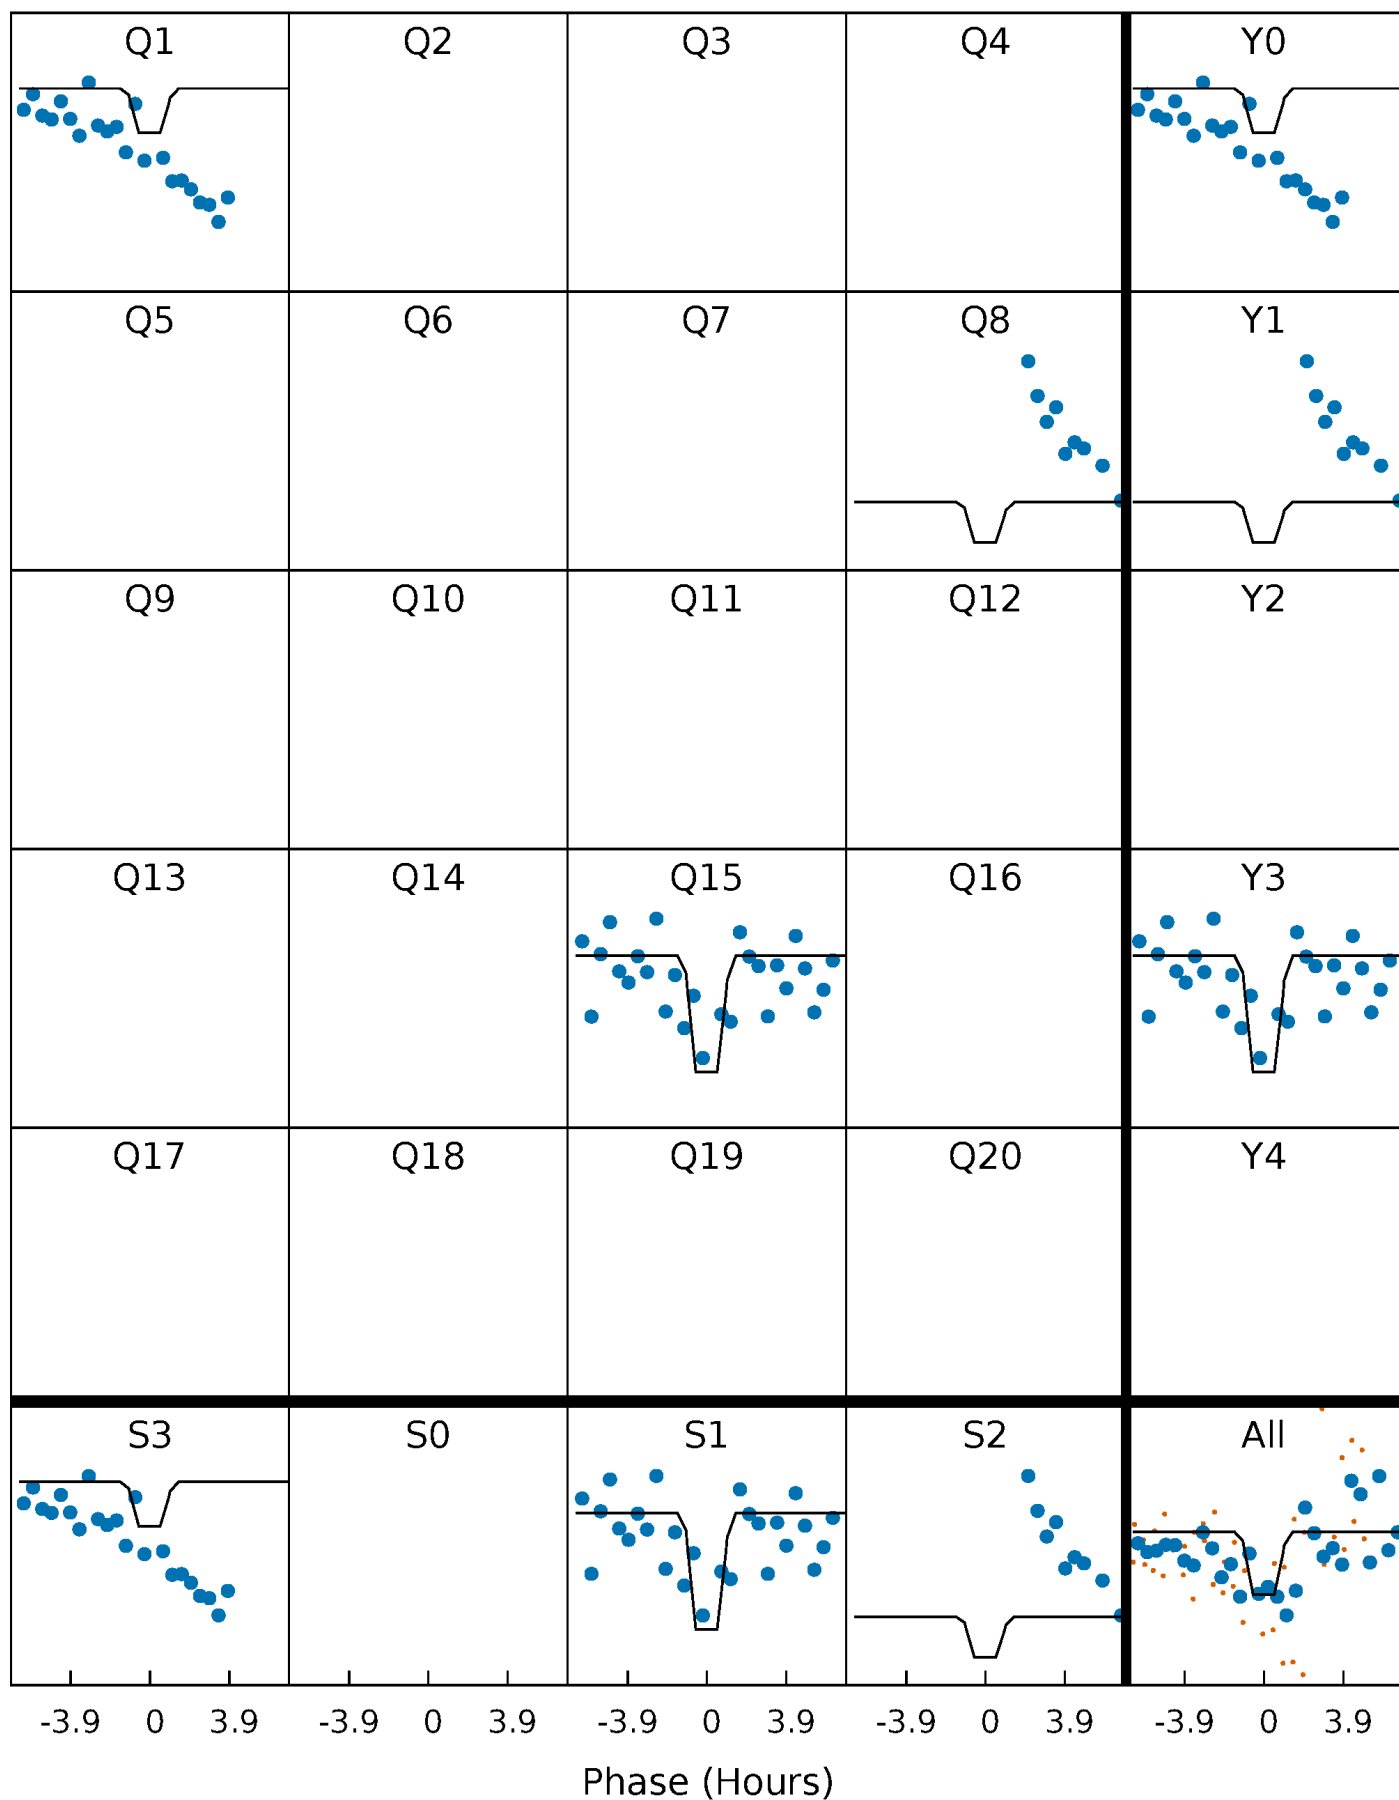 Q1 Q2 Q3 Q4 Y0
Q5 Q6 Q7 Q8 Y1
Q9 Q10 Q11 Q12 Y2
Q13 Q14 Q15 Q16 Y3
Q17 Q18 Q19 Q20 Y4
S3 S0 S1 S2 All
-3.9 0 3.9 -3.9 0 3.9 -3.9 0 3.9 -3.9 0 3.9 -3.9 0 3.9
Phase (Hours)